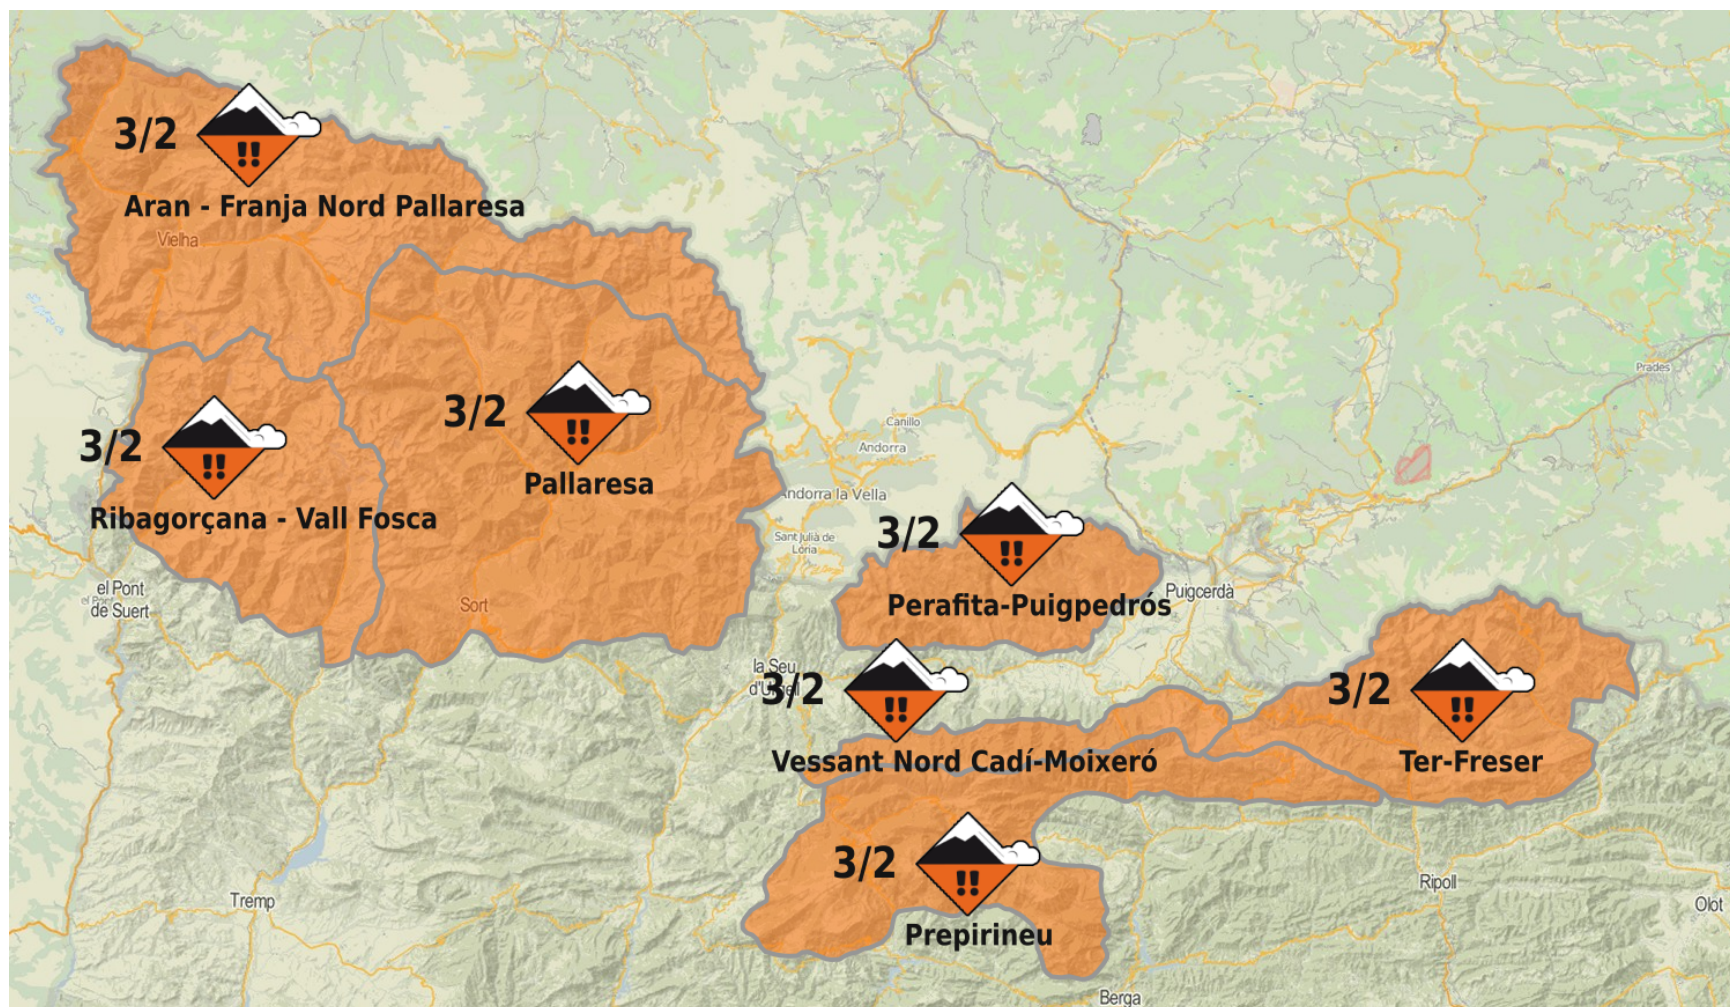 3/2
!!
Aran - Franja Nord Pallaresa
Vielha
3/2
!!
Pallaresa
3/2
!!
Ribagorçana - Vall Fosca
Prades
Canillo
Andorra
Andorra la Vella
Sant Julià de
Lòria
3/2
!!
Perafita-Puigpedrós
Puigcerdà
el Pont
de Suert
Sort
la Seu
d'Urgell
3/2
!!
Vessant Nord Cadí-Moixeró
3/2
!!
Ter-Freser
3/2
!!
Prepirineu
Tremp
Ripoll
Olot
Berga